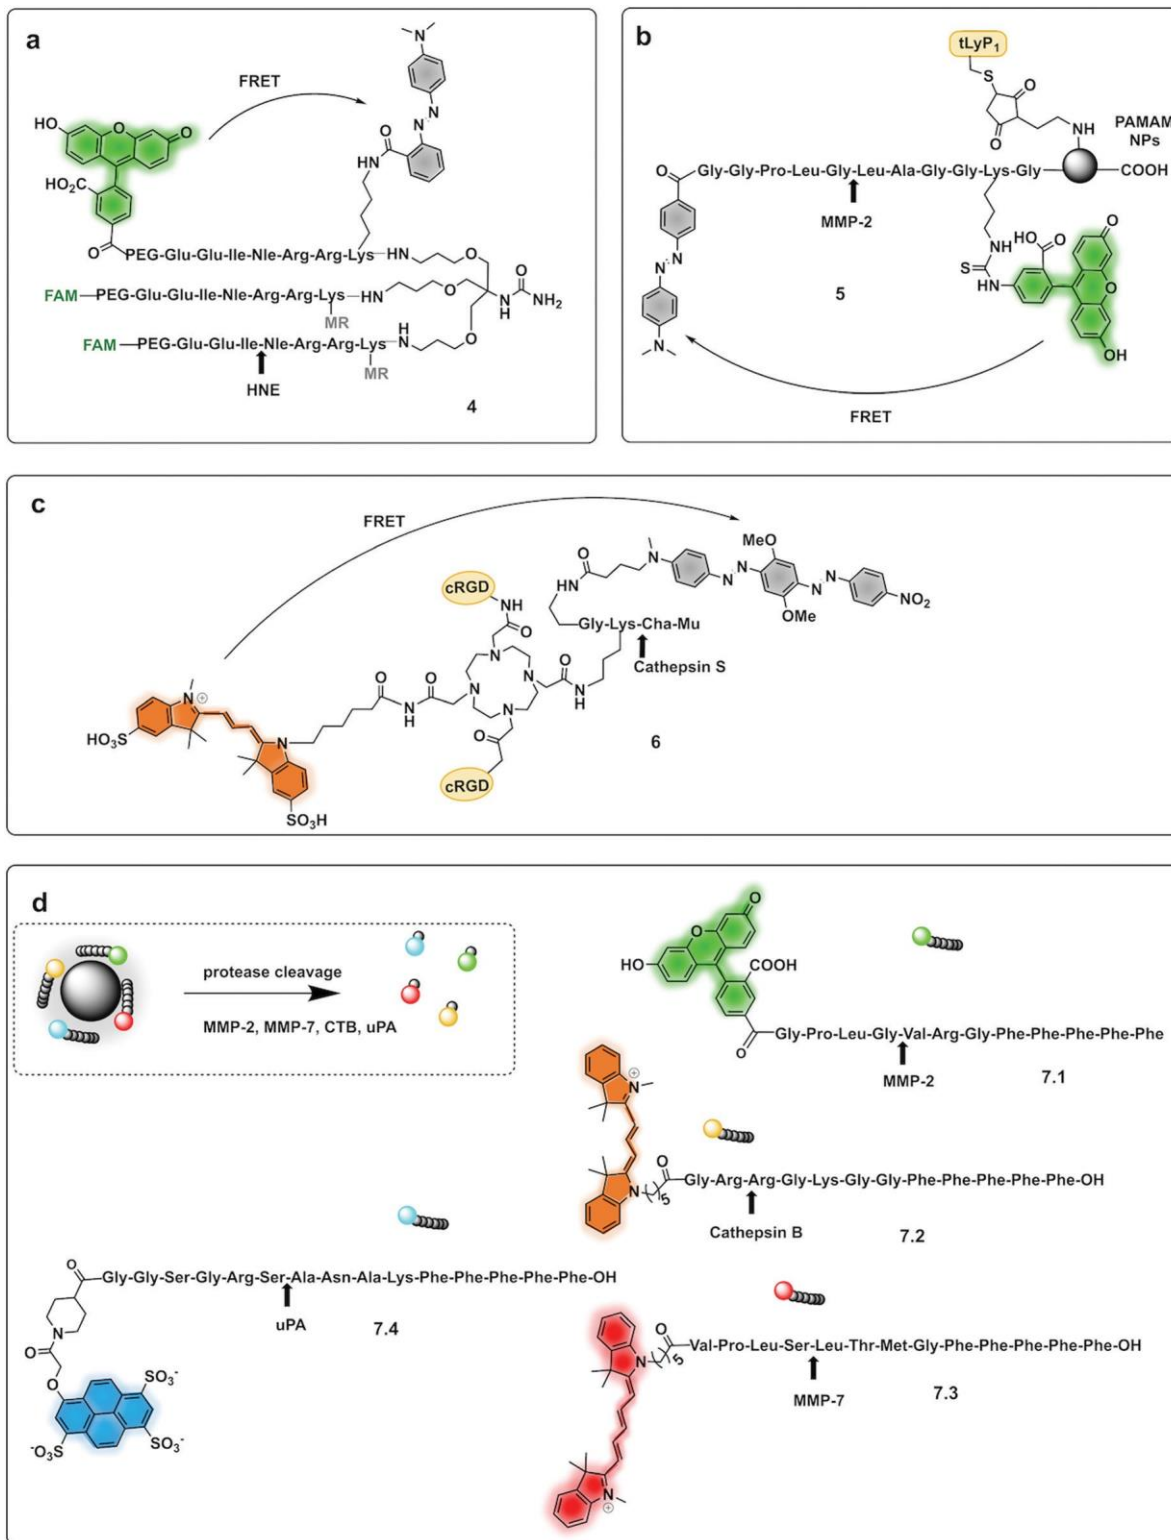 a
FRET
N
N
N
O
HN
HO
O
O
HO2C
O
PEG-Glu-Glu-Ile-Nle-Arg-Arg-Lys
HN
O
FAM
PEG-Glu-Glu-Ile-Nle-Arg-Arg-Lys
HN
O
N
H
O
NH2
MR
FAM
PEG-Glu-Glu-Ile-Nle-Arg-Arg-Lys
H
N
O
MR
HNE
4
b
tLyP1
S
O
O
NH
PAMAM
NPs
COOH
O
Gly-Gly-Pro-Leu-Gly-Leu-Ala-Gly-Gly-Lys-Gly
MMP-2
N
N
N
NH
S
HN
HO
O
O
O
OH
5
FRET
c
FRET
cRGD
NH
O
O
HN
N
MeO
N
N
OMe
N
N
NO2
Gly-Lys-Cha-Mu
Cathepsin S
N
N
N
N
O
N
H
O
N
H
O
O
cRGD
N
+
HO3S
N
SO3H
6
d
protease cleavage
MMP-2, MMP-7, CTB, uPA
O
O
HO
COOH
O
Gly-Pro-Leu-Gly-Val-Arg-Gly-Phe-Phe-Phe-Phe-Phe
MMP-2
7.1
N
+
N
5
O
Gly-Arg-Arg-Gly-Lys-Gly-Gly-Phe-Phe-Phe-Phe-Phe-OH
Cathepsin B
7.2
O
Gly-Gly-Ser-Gly-Arg-Ser-Ala-Asn-Ala-Lys-Phe-Phe-Phe-Phe-Phe-OH
uPA
7.4
N
O
O
SO3-
-O3S
SO3-
N
5
O
Val-Pro-Leu-Ser-Leu-Thr-Met-Gly-Phe-Phe-Phe-Phe-Phe-OH
MMP-7
7.3
N
+